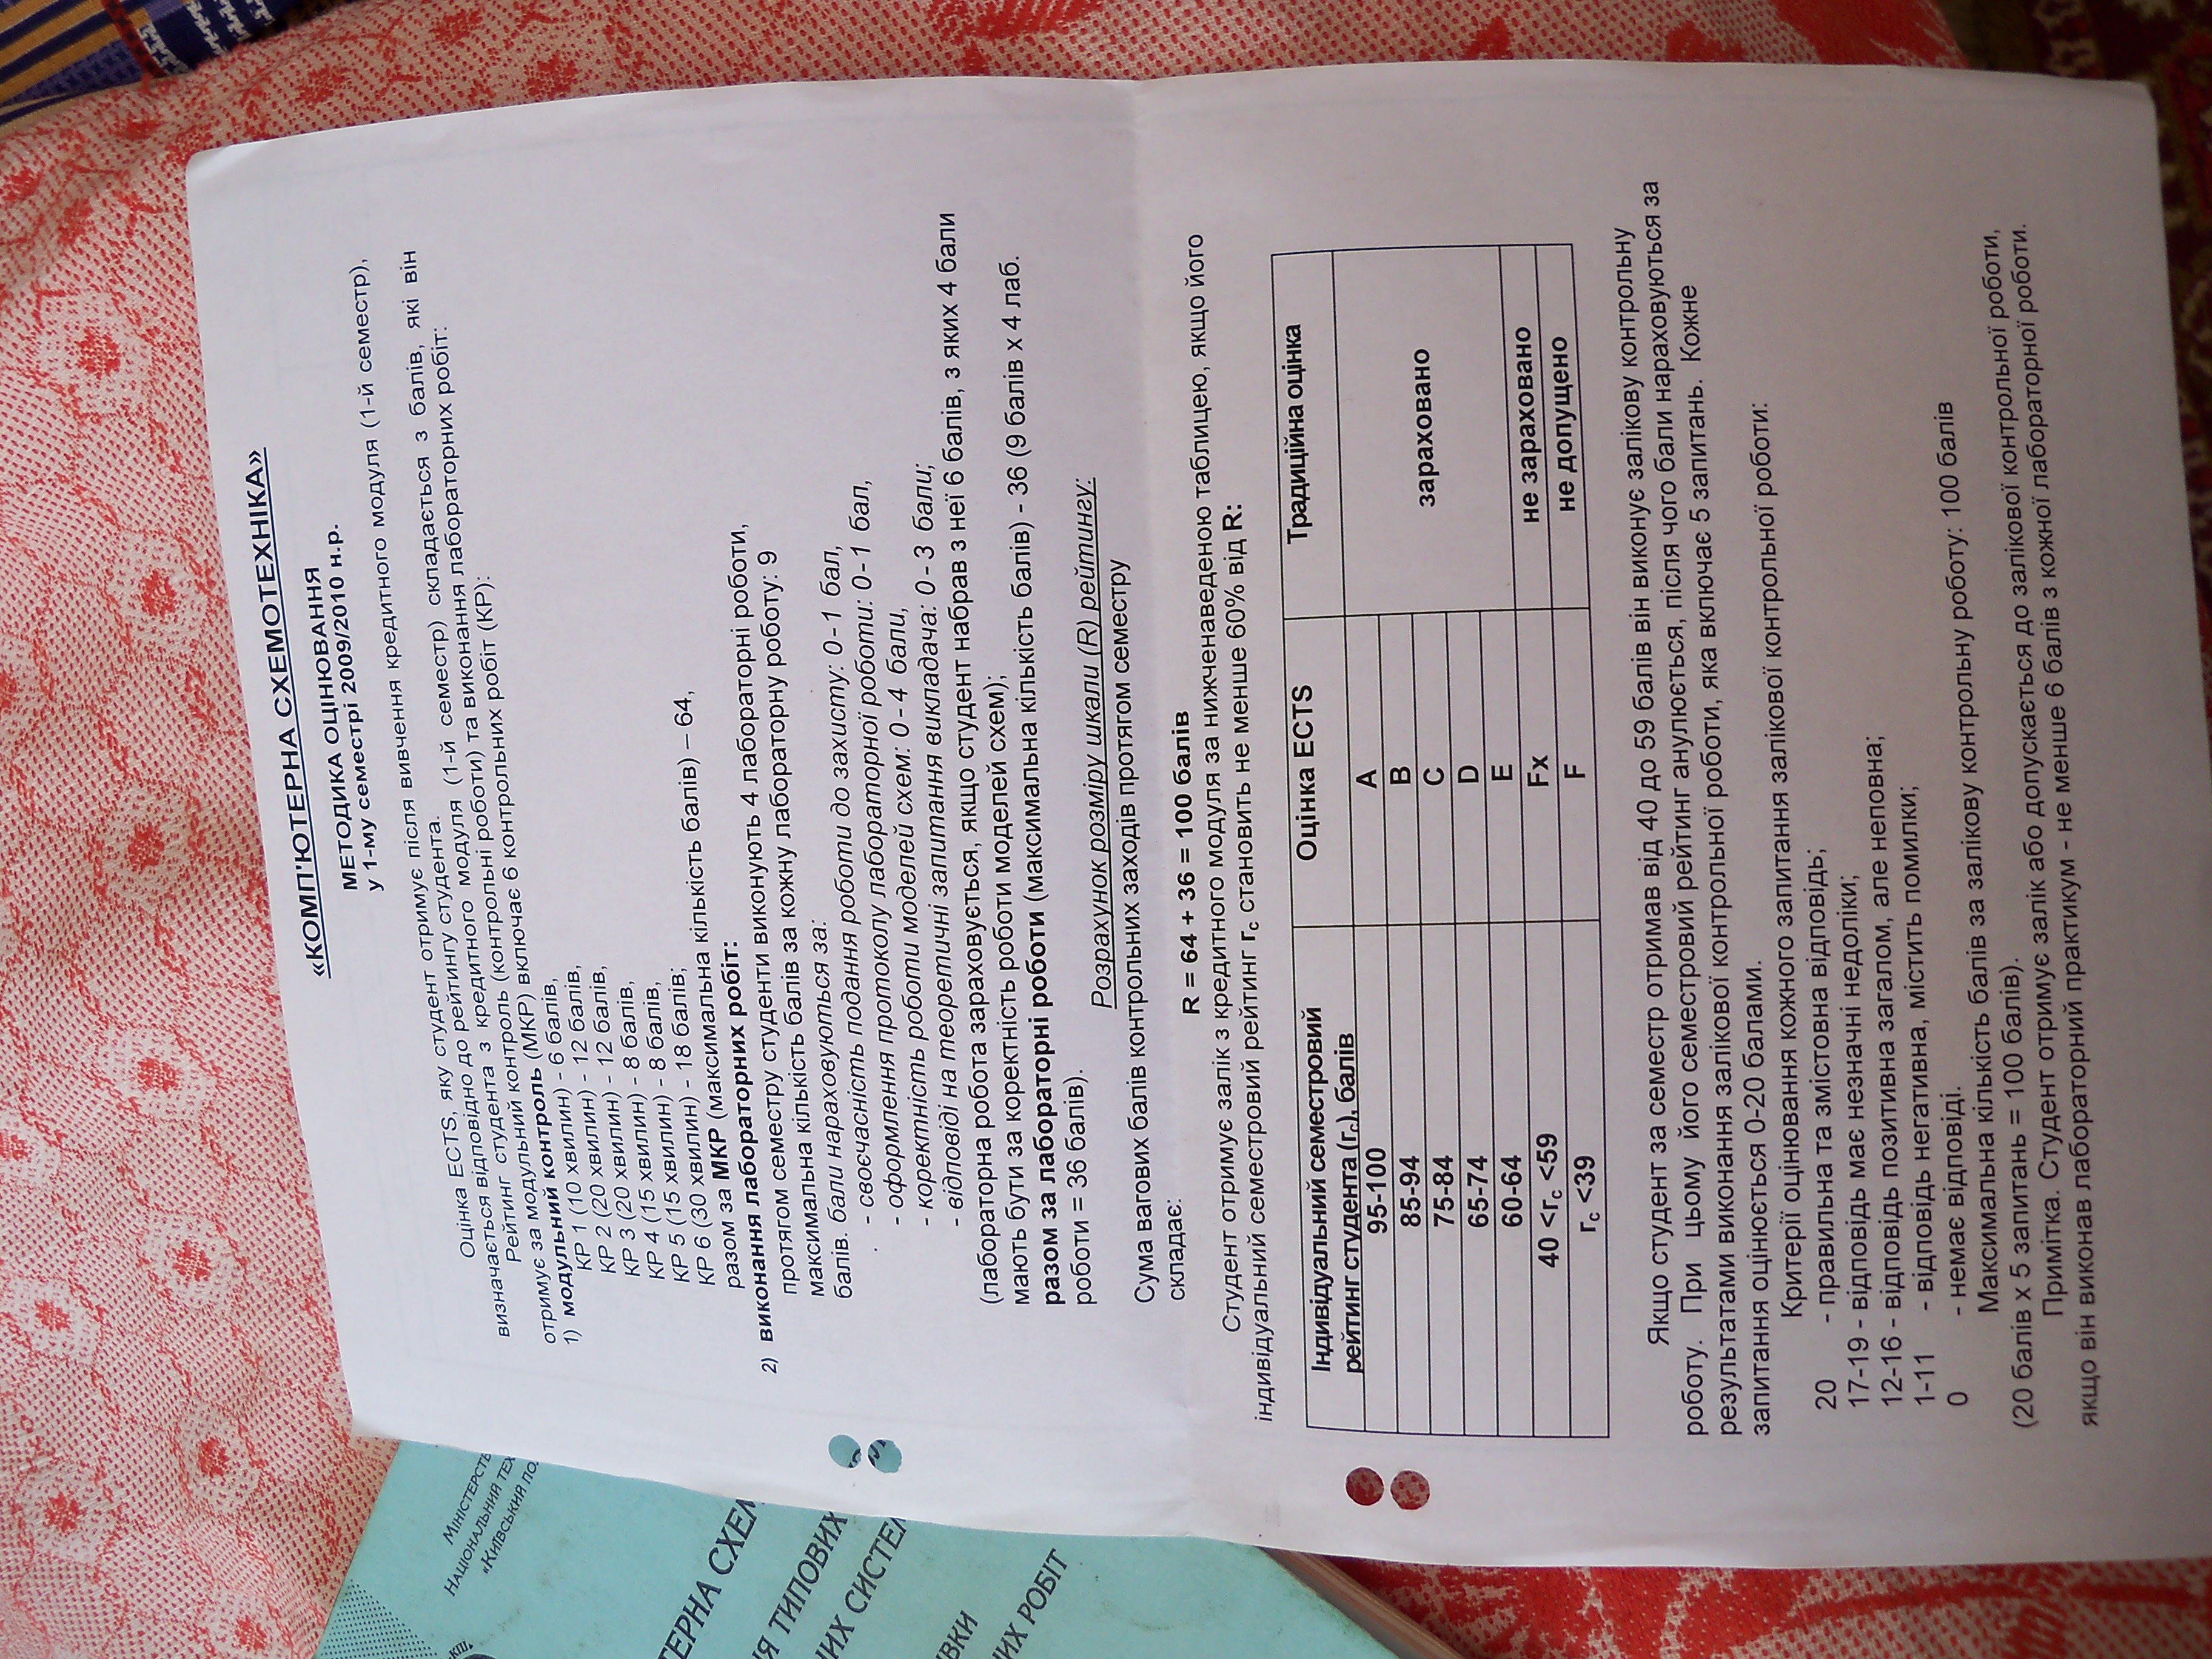 «КОМП'ЮТЕРНА СХЕМОТЕХНІКА»
МЕТОДИКА ОЦІНЮВАННЯ
у 1-му семестрі 2009/2010 н.р.
Оцінка ECTS, яку студент отримує після вивчення кредитного модуля (1-й семестр),
визначається відповідно до рейтингу студента.
Рейтинг студента з кредитного модуля (1-й семестр) складається з балів, які він
отримує за модульний контроль (контрольні роботи) та виконання лабораторних робіт:
1) модульний контроль (МКР) включає 6 контрольних робіт (КР):
КР 1 (10 хвилин) - 6 балів,
КР 2 (20 хвилин) - 12 балів,
КР 3 (20 хвилин) - 12 балів,
КР 4 (15 хвилин) - 8 балів,
КР 5 (15 хвилин) - 8 балів,
КР 6 (30 хвилин) - 18 балів;
разом за МКР (максимальна кількість балів) – 64,
2) виконання лабораторних робіт:
протягом семестру студенти виконують 4 лабораторні роботи,
максимальна кількість балів за кожну лабораторну роботу: 9
балів. бали нараховуються за:
- своєчасність подання роботи до захисту: 0 - 1 бал,
- оформлення протоколу лабораторної роботи: 0 - 1 бал,
- коректність роботи моделей схем: 0 - 4 бали,
- відповіді на теоретичні запитання викладача: 0 - 3 бали;
(лабораторна робота зараховується, якщо студент набрав з неї 6 балів, з яких 4 бали
мають бути за коректність роботи моделей схем);
разом за лабораторні роботи (максимальна кількість балів) - 36 (9 балів х 4 лаб.
роботи = 36 балів).
Розрахунок розміру шкали (R) рейтингу:
Сума вагових балів контрольних заходів протягом семестру
складає:
R = 64 + 36 = 100 балів
Студент отримує залік з кредитного модуля за нижченаведеною таблицею, якщо його
індивідуальний семестровий рейтинг rс становить не менше 60% від R:
Індивідуальний семестровий рейтинг студента (rс), балів | Оцінка ECTS | Традиційна оцінка
95-100 | A | зараховано
85-94 | B
75-84 | C
65-74 | D
60-64 | E
40 <rс <59 | Fx | не зараховано
rс <39 | F | не допущено
Якщо студент за семестр отримав від 40 до 59 балів він виконує залікову контрольну
роботу. При цьому його семестровий рейтинг анулюється, після чого бали нараховуються за
результатами виконання залікової контрольної роботи, яка включає 5 запитань. Кожне
запитання оцінюється 0-20 балами.
Критерії оцінювання кожного запитання залікової контрольної роботи:
20 - правильна та змістовна відповідь;
17-19 - відповідь має незначні недоліки;
12-16 - відповідь позитивна загалом, але неповна;
1-11 - відповідь негативна, містить помилки;
0 - немає відповіді.
Максимальна кількість балів за залікову контрольну роботу: 100 балів
(20 балів х 5 запитань = 100 балів).
Примітка. Студент отримує залік або допускається до залікової контрольної роботи,
якщо він виконав лабораторний практикум - не менше 6 балів з кожної лабораторної роботи.
МІНІСТЕРСТ
НАЦІОНАЛЬНИЙ ТЕХ
«КИЇВСЬКИЙ ПО
ТЕРНА СХЕМ
ТИПОВИХ
СИСТЕМ
ВКИ
НИХ РОБІТ